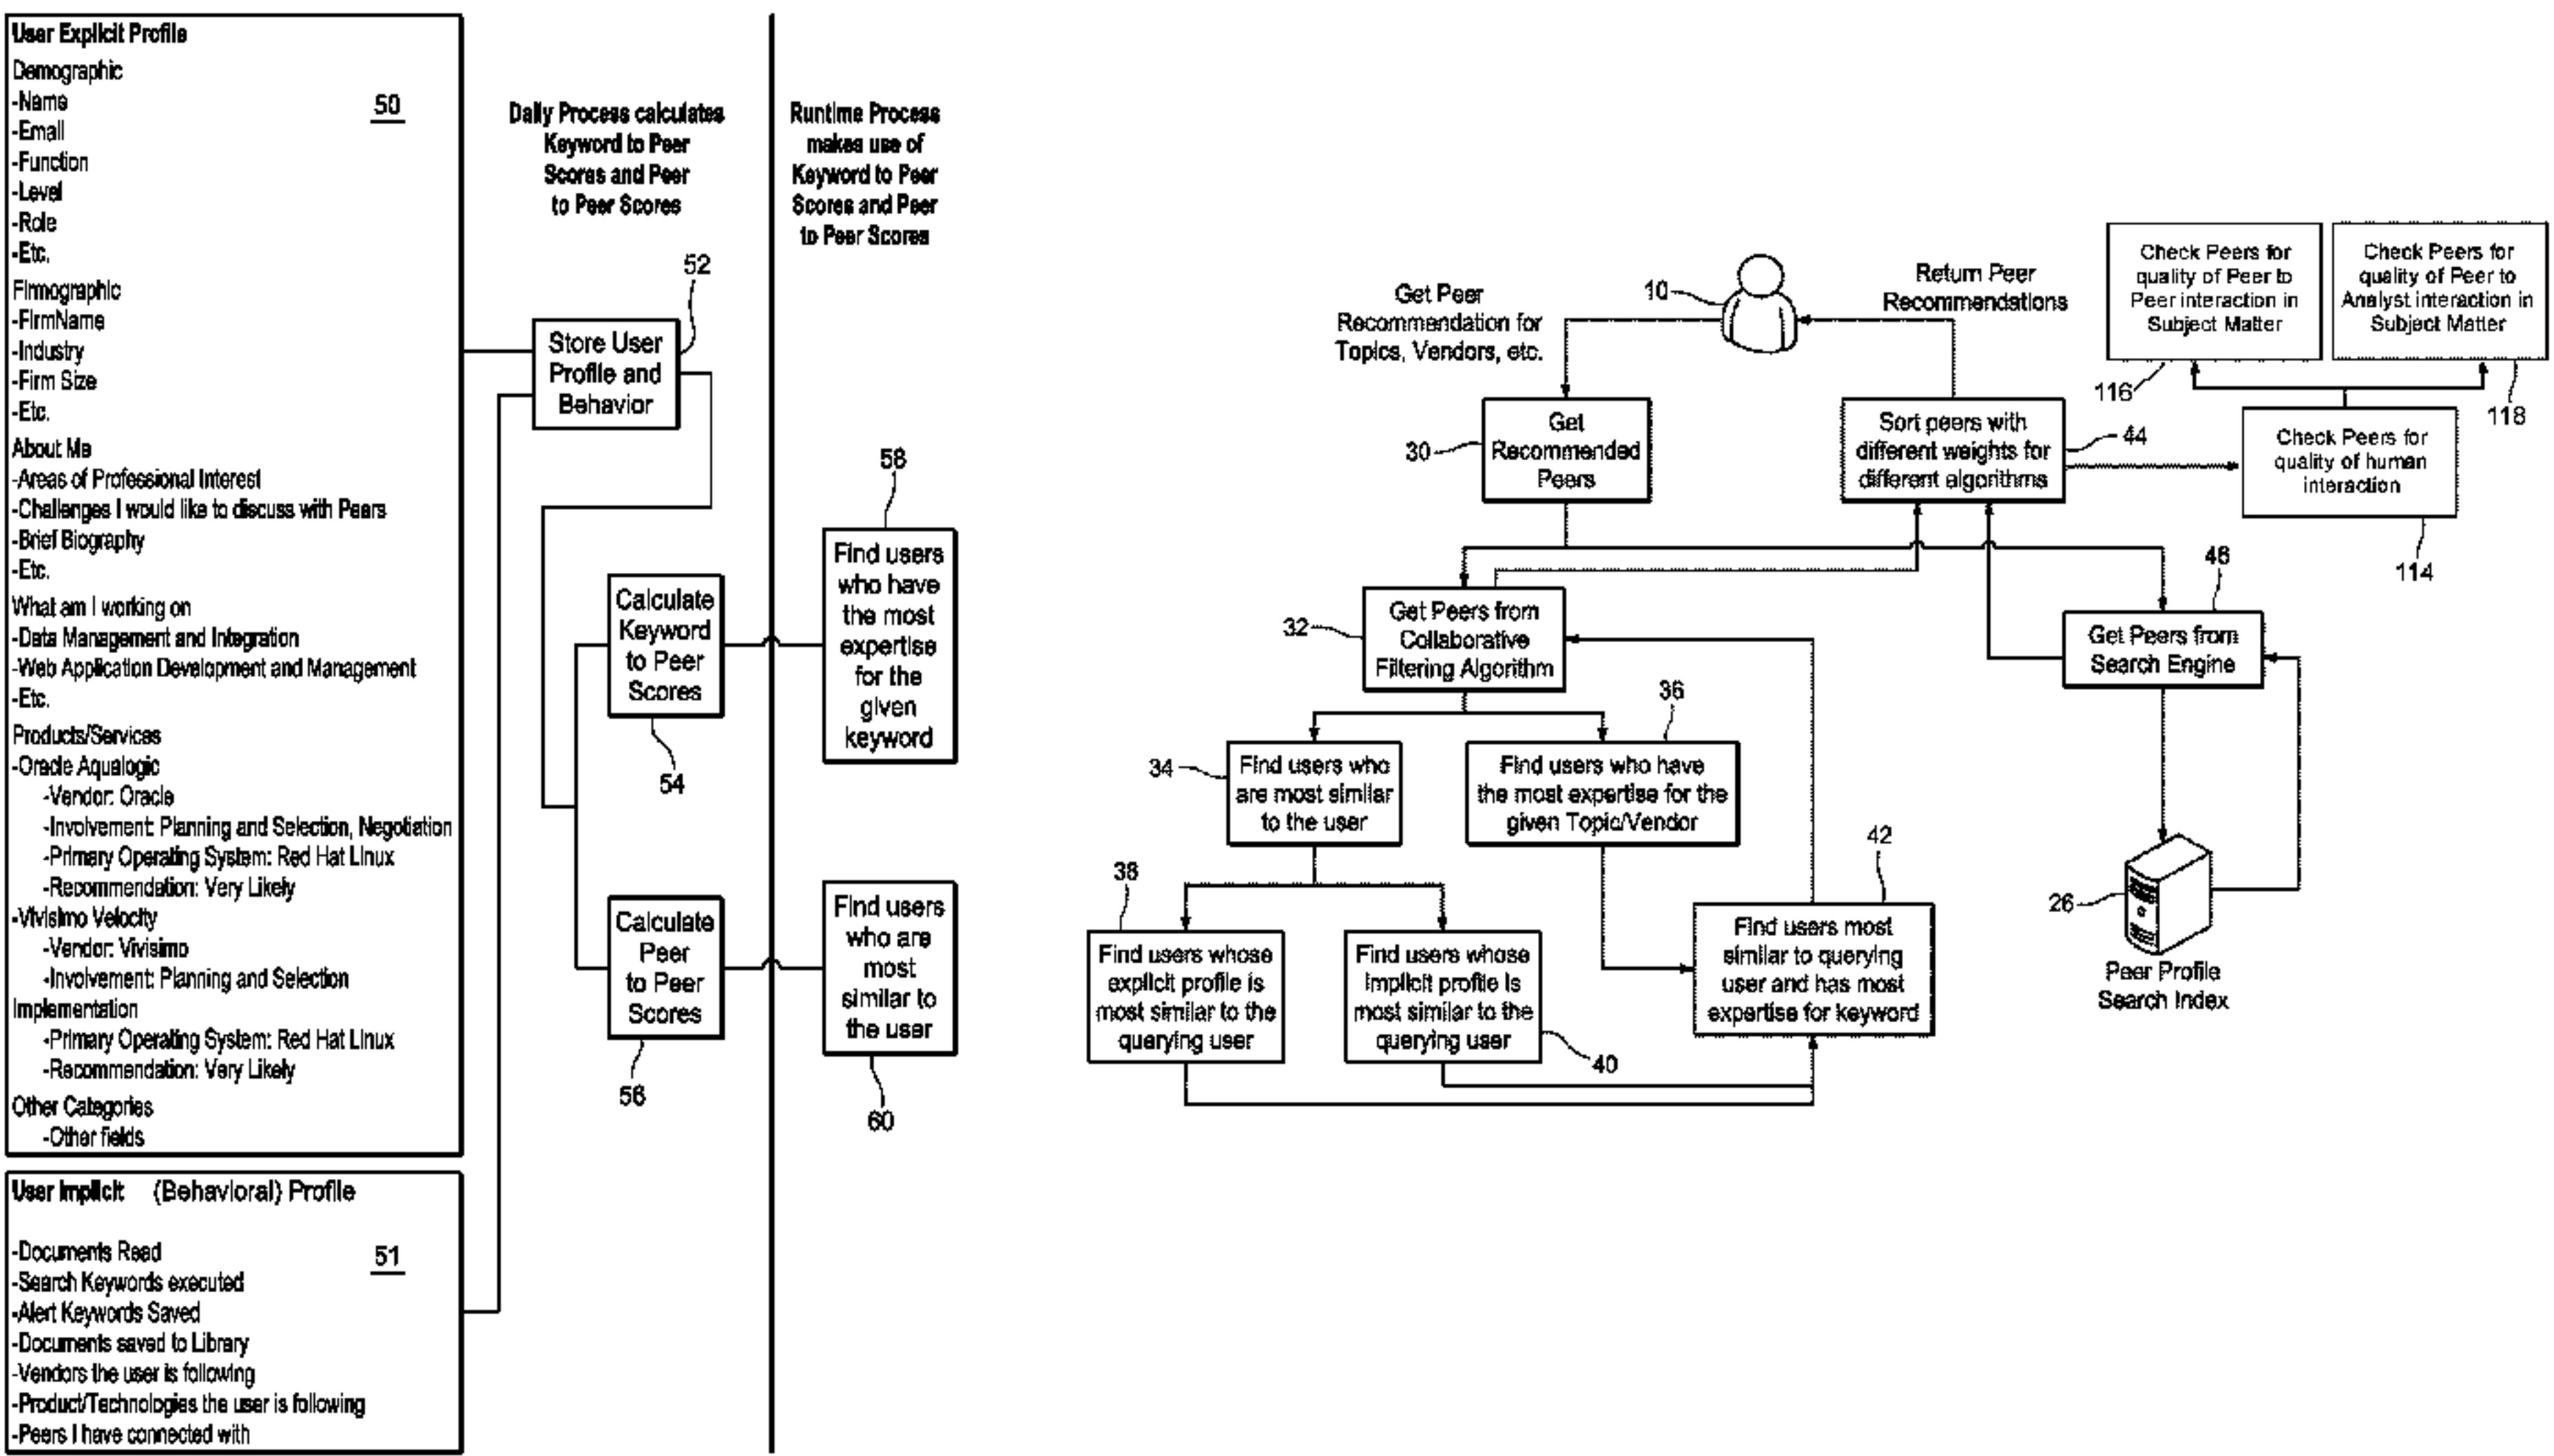 User Explicit Profile
Demographic
-Name
-Email
-Function
-Level
-Role
-Etc.
50
Firmographic
-FirmName
-Industry
-Firm Size
-Etc.
About Me
-Areas of Professional Interest
-Challenges I would like to discuss with Peers
-Brief Biography
-Etc.
What am I working on
-Data Management and Integration
-Web Application Development and Management
-Etc.
Products/Services
-Oracle Aqualogic
-Vendor: Oracle
-Involvement: Planning and Selection, Negotiation
-Primary Operating System: Red Hat Linux
-Recommendation: Very Likely
-Vivisimo Velocity
-Vendor: Vivisimo
-Involvement: Planning and Selection
Implementation
-Primary Operating System: Red Hat Linux
-Recommendation: Very Likely
Other Categories
-Other fields
User Implicit (Behavioral) Profile
51
-Documents Read
-Search Keywords executed
-Alert Keywords Saved
-Documents saved to Library
-Vendors the user is following
-Product/Technologies the user is following
-Peers I have connected with
Daily Process calculates
Keyword to Peer
Scores and Peer
to Peer Scores
Runtime Process
makes use of
Keyword to Peer
Scores and Peer
to Peer Scores
52
Store User
Profile and
Behavior
58
Find users
who have
the most
expertise
for the
given
keyword
Calculate
Keyword
to Peer
Scores
54
Calculate
Peer
to Peer
Scores
56
Find users
who are
most
similar to
the user
60
Get Peer
Recommendation for
Topics, Vendors, etc.
10
Return Peer
Recommendations
Check Peers for
quality of Peer to
Peer interaction in
Subject Matter
116
Check Peers for
quality of Peer to
Analyst interaction in
Subject Matter
118
30
Get
Recommended
Peers
Sort peers with
different weights for
different algorithms
44
Check Peers for
quality of human
interaction
114
32
Get Peers from
Collaborative
Filtering Algorithm
46
Get Peers from
Search Engine
34
Find users who
are most similar
to the user
36
Find users who have
the most expertise for the
given Topic/Vendor
38
Find users whose
explicit profile is
most similar to the
querying user
Find users whose
implicit profile is
most similar to the
querying user
40
42
Find users most
similar to querying
user and has most
expertise for keyword
26
Peer Profile
Search Index